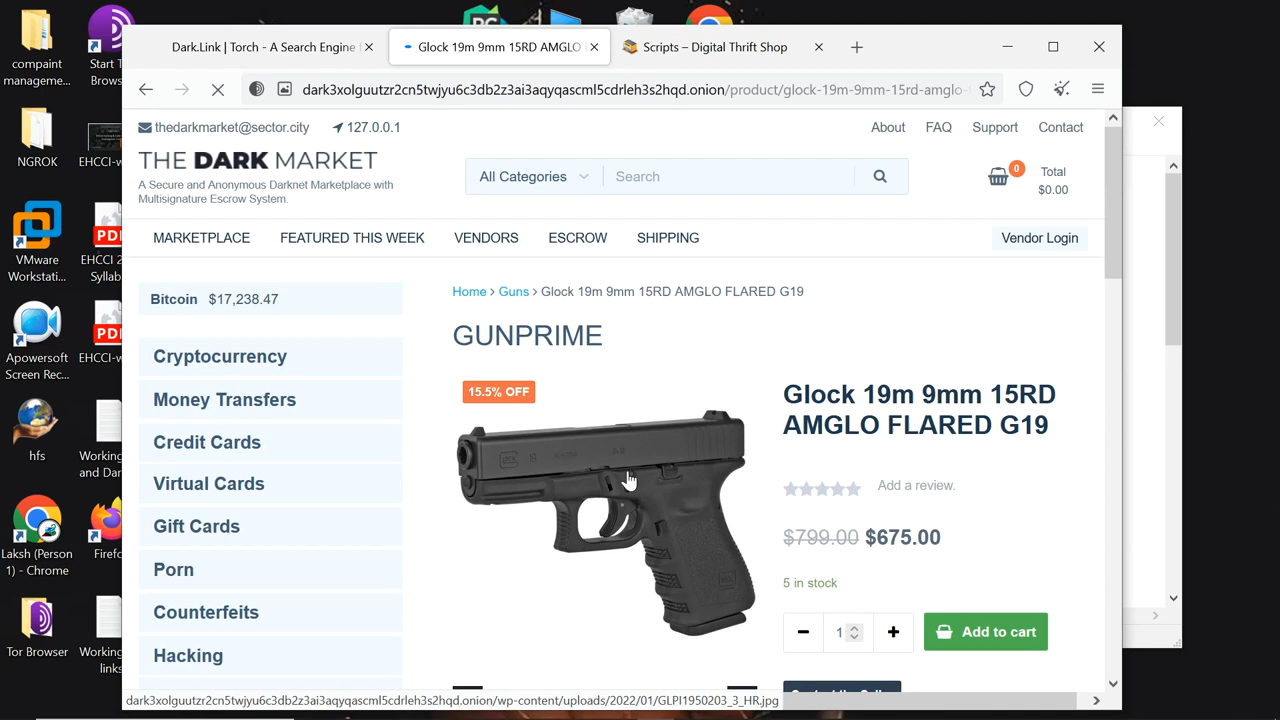 compaint
manageme...
Start T
Brows
NGROK
EHCCI-w
VMware
Workstati...
EHCCI 2
Syllab
Apowersoft
Screen Rec...
EHCCI-w
hfs
Working
and Dar
Laksh (Person
1) - Chrome
Firefo
Tor Browser
Working
links
Dark.Link | Torch - A Search Engine
Glock 19m 9mm 15RD AMGLO
Scripts – Digital Thrift Shop
dark3xolguutzr2cn5twjyu6c3db2z3ai3aqyqascml5cdrleh3s2hqd.onion/product/glock-19m-9mm-15rd-amglo-
thedarkmarket@sector.city
127.0.0.1
About
FAQ
Support
Contact
THE DARK MARKET
A Secure and Anonymous Darknet Marketplace with
Multisignature Escrow System.
All Categories
Search
0
Total
$0.00
MARKETPLACE
FEATURED THIS WEEK
VENDORS
ESCROW
SHIPPING
Vendor Login
Bitcoin $17,238.47
Cryptocurrency
Money Transfers
Credit Cards
Virtual Cards
Gift Cards
Porn
Counterfeits
Hacking
Home > Guns > Glock 19m 9mm 15RD AMGLO FLARED G19
GUNPRIME
15.5% OFF
Glock 19m 9mm 15RD
AMGLO FLARED G19
Add a review.
$799.00 $675.00
5 in stock
1
Add to cart
dark3xolguutzr2cn5twjyu6c3db2z3ai3aqyqascml5cdrleh3s2hqd.onion/wp-content/uploads/2022/01/GLPI1950203_3_HR.jpg